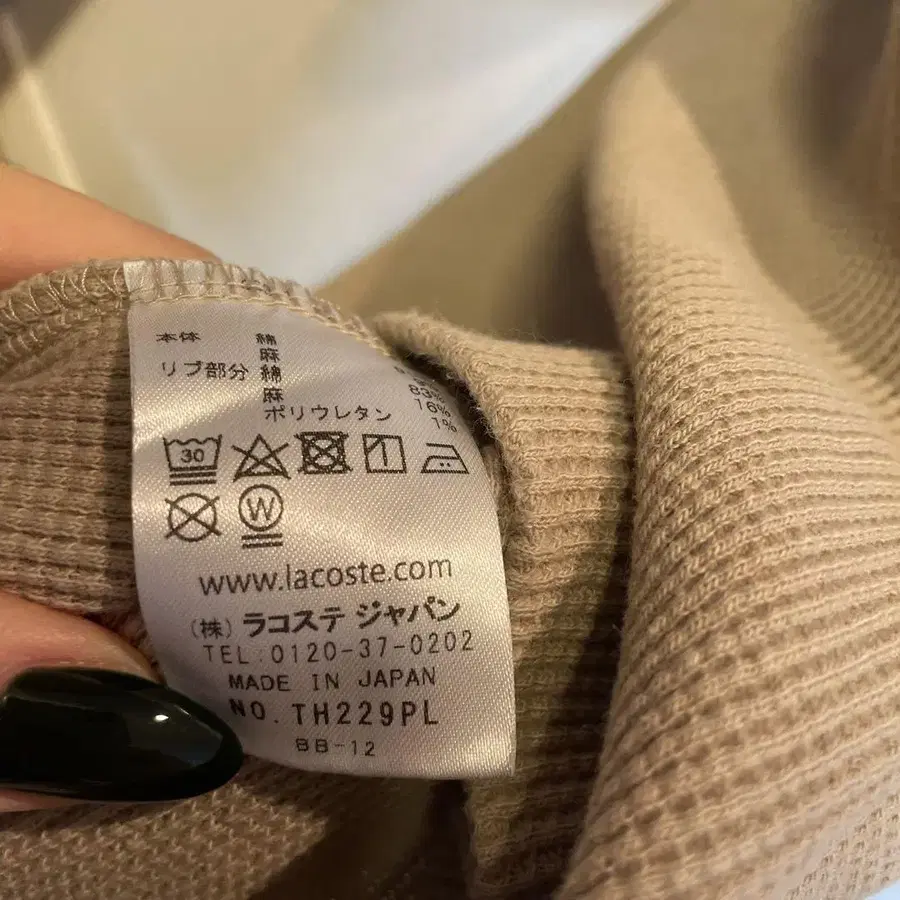 本体 綿
麻
リブ部分 綿 83%
麻 16%
ポリウレタン 1%
30
W
www.lacoste.com
(株) ラコステ ジャパン
TEL:0120-37-0202
MADE IN JAPAN
NO. TH229PL
BB-12